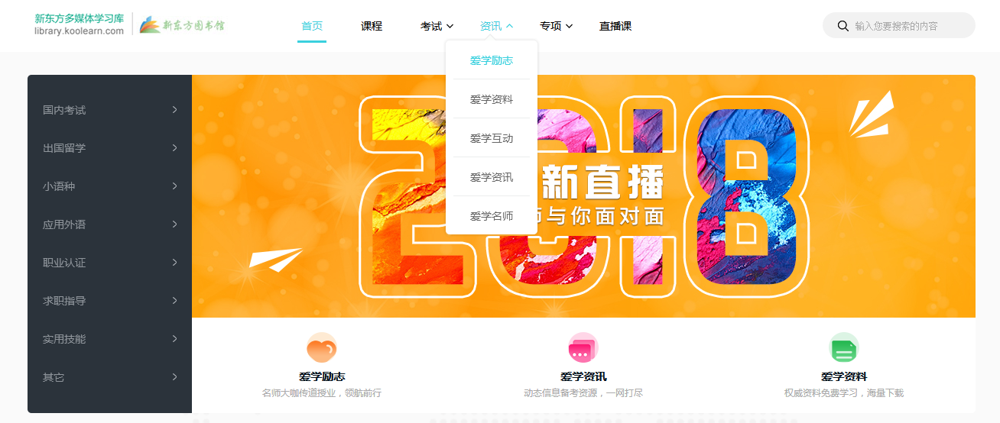 新东方多媒体学习库
library.koolearn.com
新东方图书馆
首页
课程
考试
资讯
专项
直播课
输入您要搜索的内容
爱学励志
爱学资料
爱学互动
爱学资讯
爱学名师
国内考试
出国留学
小语种
应用外语
职业认证
求职指导
实用技能
其它
2018
新直播
与你面对面
爱学励志
名师大咖传道授业，领航前行
爱学资讯
动态信息备考资源，一网打尽
爱学资料
权威资料免费学习，海量下载